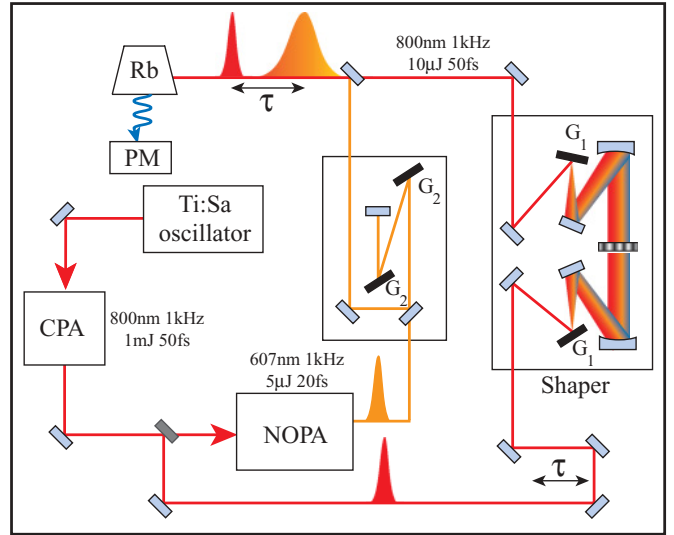 800nm 1kHz
10μJ 50fs
Rb
τ
PM
G1
G2
Ti:Sa
oscillator
G2
CPA
800nm 1kHz
1mJ 50fs
G1
607nm 1kHz
5μJ 20fs
Shaper
NOPA
τ